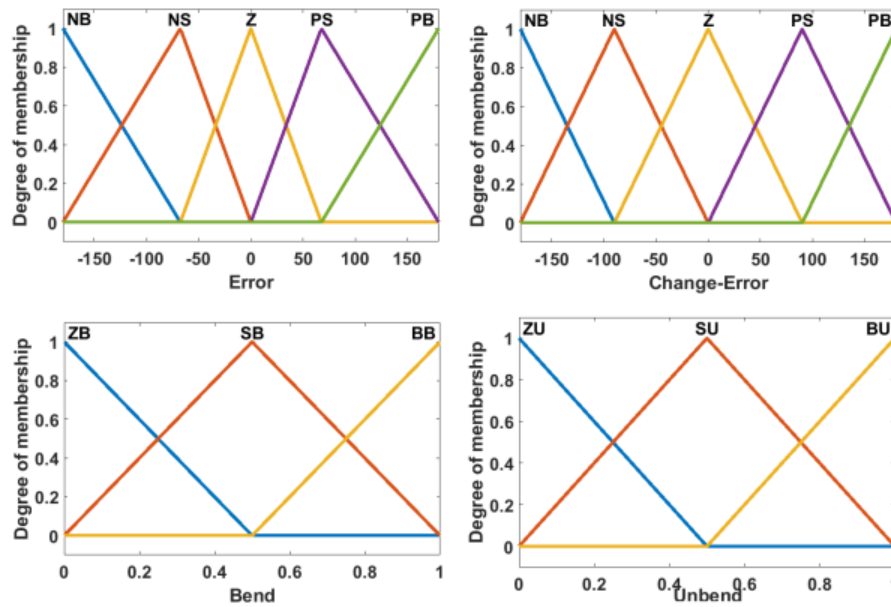 NB NS Z PS PB
Degree of membership
1
0.8
0.6
0.4
0.2
0
-150 -100 -50 0 50 100 150
Error
NB NS Z PS PB
Degree of membership
1
0.8
0.6
0.4
0.2
0
-150 -100 -50 0 50 100 150
Change-Error
ZB SB BB
Degree of membership
1
0.8
0.6
0.4
0.2
0
0 0.2 0.4 0.6 0.8 1
Bend
ZU SU BU
Degree of membership
1
0.8
0.6
0.4
0.2
0
0 0.2 0.4 0.6 0.8 1
Unbend